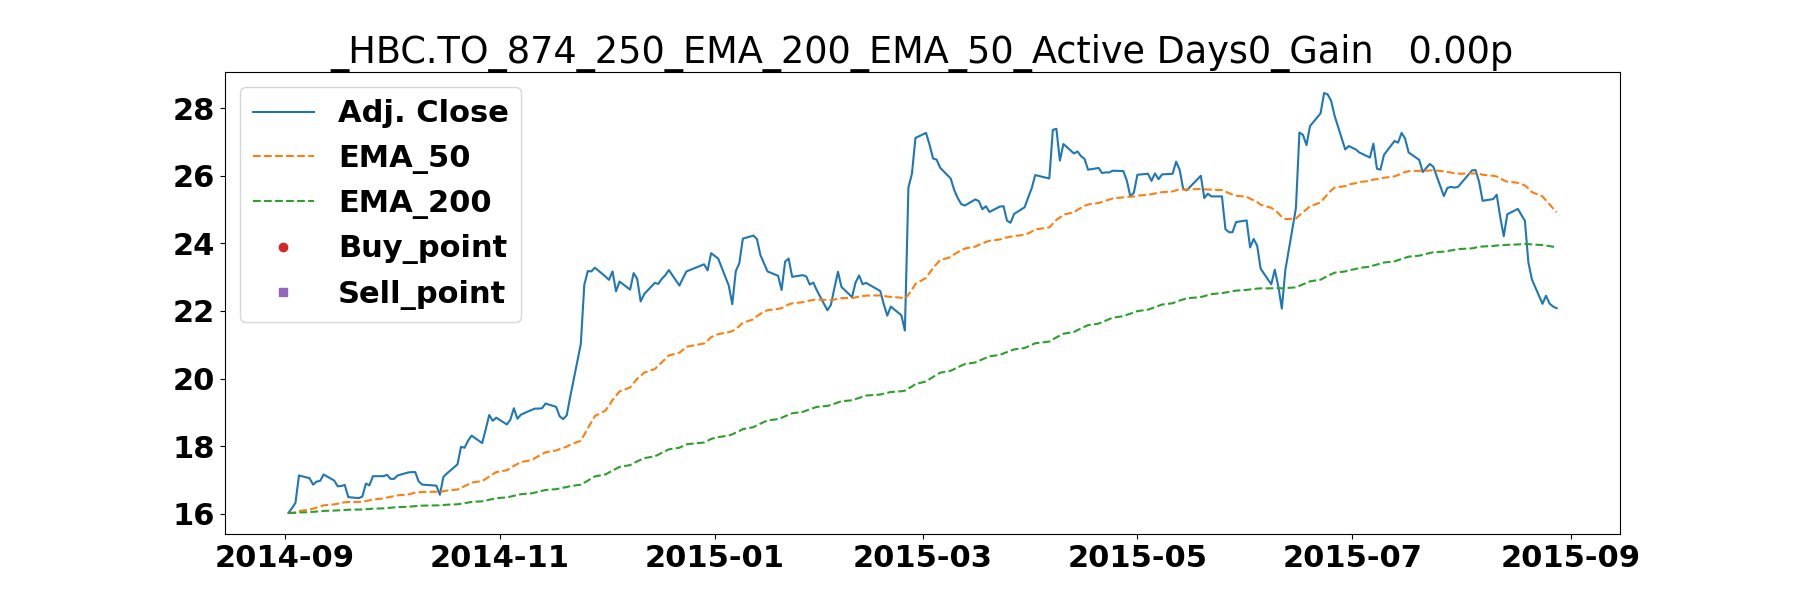 _HBC.TO_874_250_EMA_200_EMA_50_Active Days0_Gain   0.00p
Adj. Close
EMA_50
EMA_200
Buy_point
Sell_point
28
26
24
22
20
18
16
2014-09 2014-11 2015-01 2015-03 2015-05 2015-07 2015-09